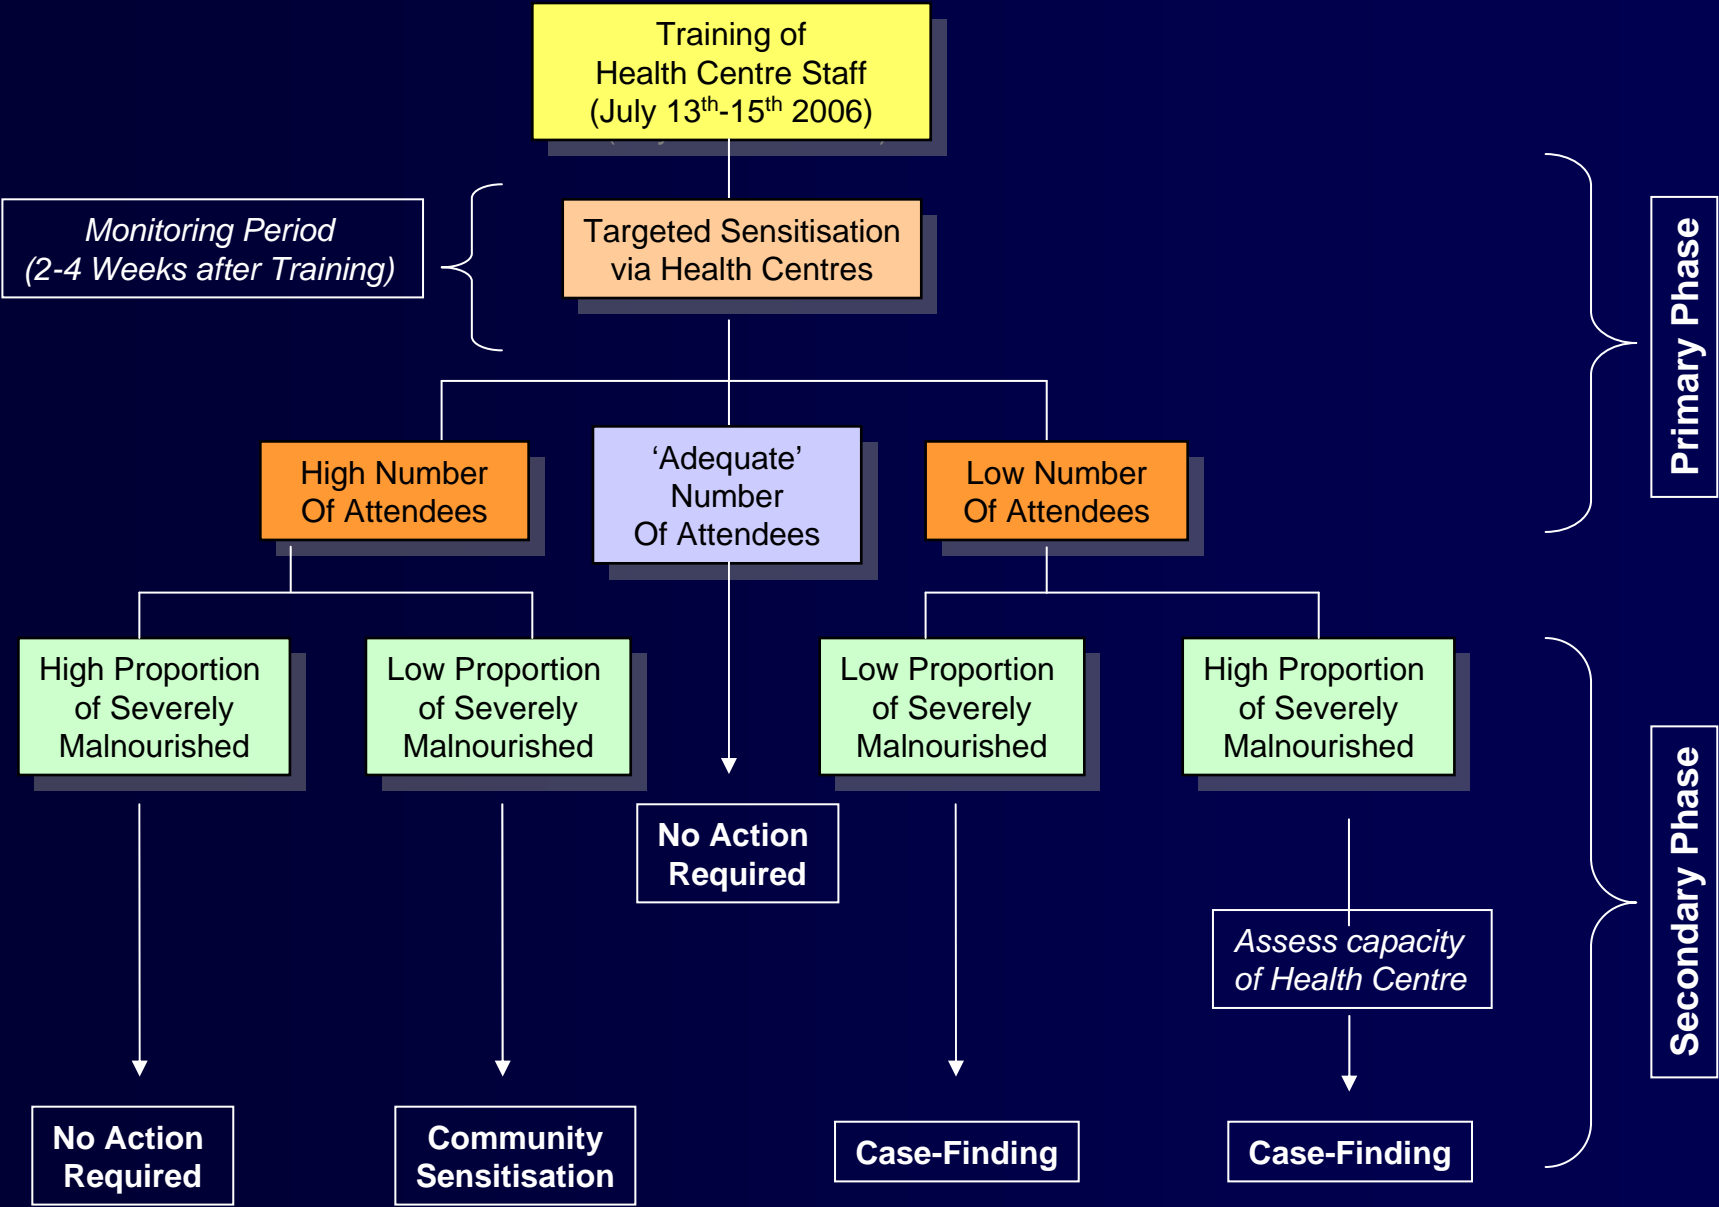 Training of
Health Centre Staff
(July 13th-15th 2006)
Monitoring Period
(2-4 Weeks after Training)
Targeted Sensitisation
via Health Centres
Primary Phase
High Number
Of Attendees
‘Adequate’
Number
Of Attendees
Low Number
Of Attendees
High Proportion
of Severely
Malnourished
Low Proportion
of Severely
Malnourished
Low Proportion
of Severely
Malnourished
High Proportion
of Severely
Malnourished
No Action
Required
Assess capacity
of Health Centre
Secondary Phase
No Action
Required
Community
Sensitisation
Case-Finding
Case-Finding